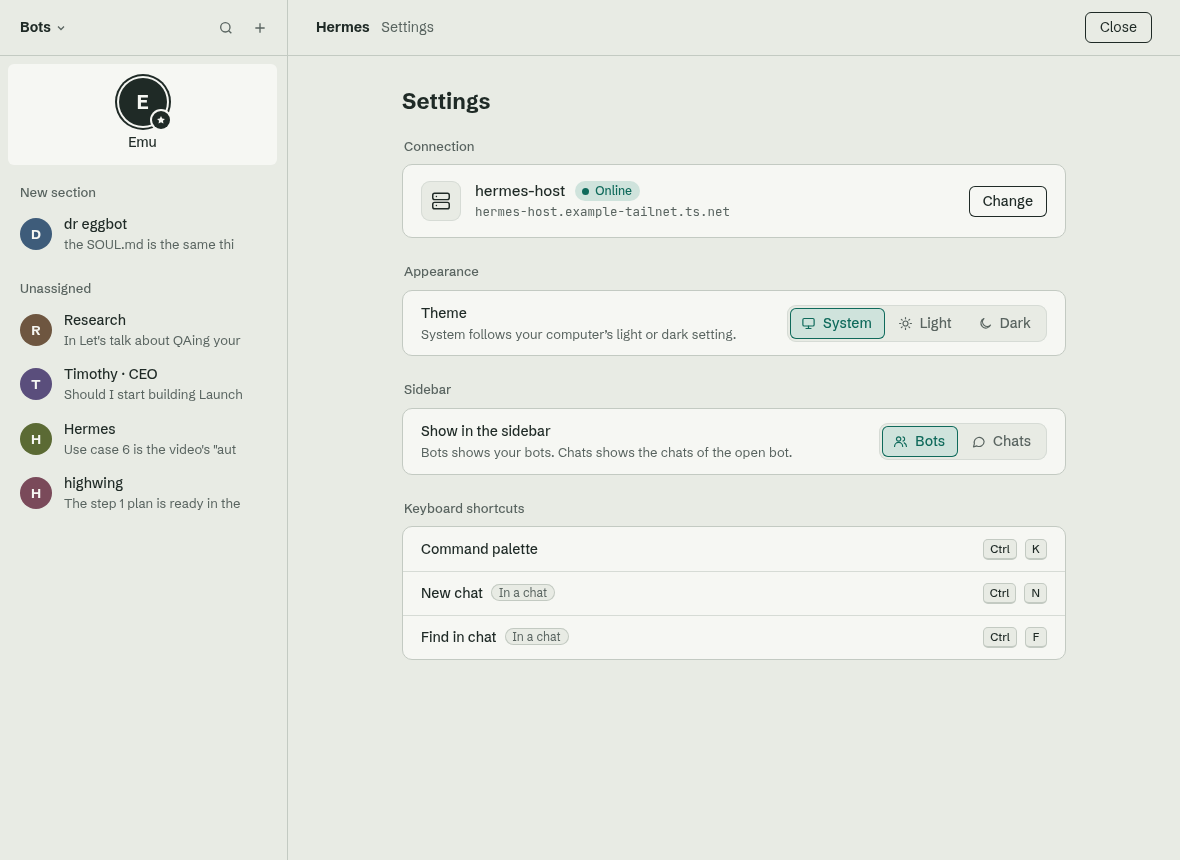 Bots
Hermes Settings
Close
E
Emu
New section
D
dr eggbot
the SOUL.md is the same thi
Unassigned
R
Research
In Let's talk about QAing your
T
Timothy · CEO
Should I start building Launch
H
Hermes
Use case 6 is the video's "aut
H
highwing
The step 1 plan is ready in the
Settings
Connection
hermes-host Online
hermes-host.example-tailnet.ts.net
Change
Appearance
Theme
System follows your computer's light or dark setting.
System Light Dark
Sidebar
Show in the sidebar
Bots shows your bots. Chats shows the chats of the open bot.
Bots Chats
Keyboard shortcuts
Command palette Ctrl K
New chat In a chat Ctrl N
Find in chat In a chat Ctrl F